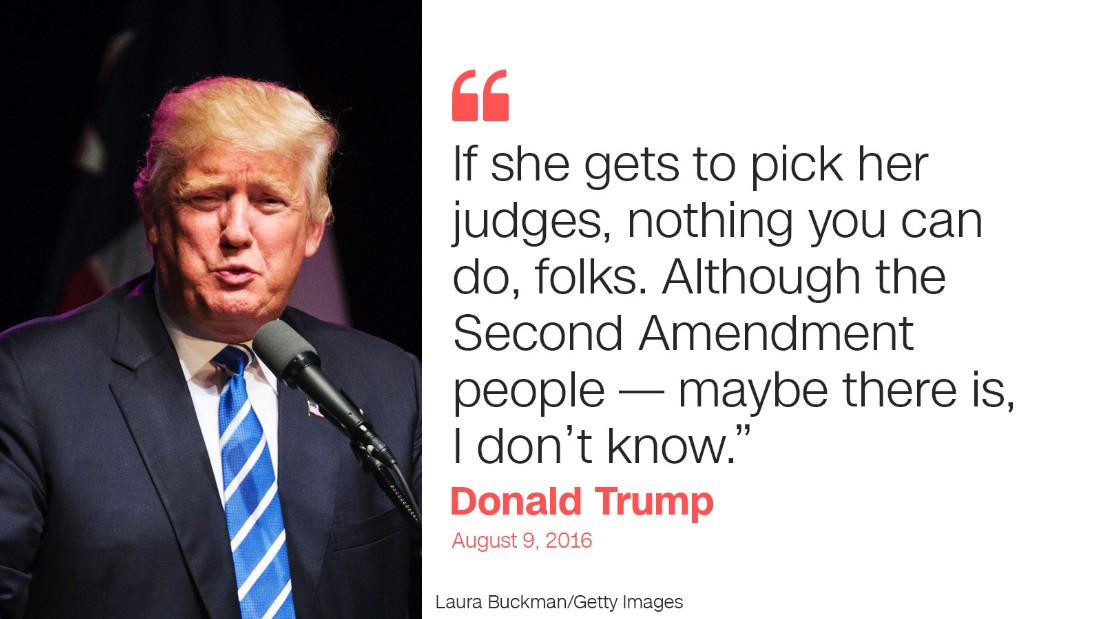 “
If she gets to pick her
judges, nothing you can
do, folks. Although the
Second Amendment
people — maybe there is,
I don’t know.”
Donald Trump
August 9, 2016
Laura Buckman/Getty Images